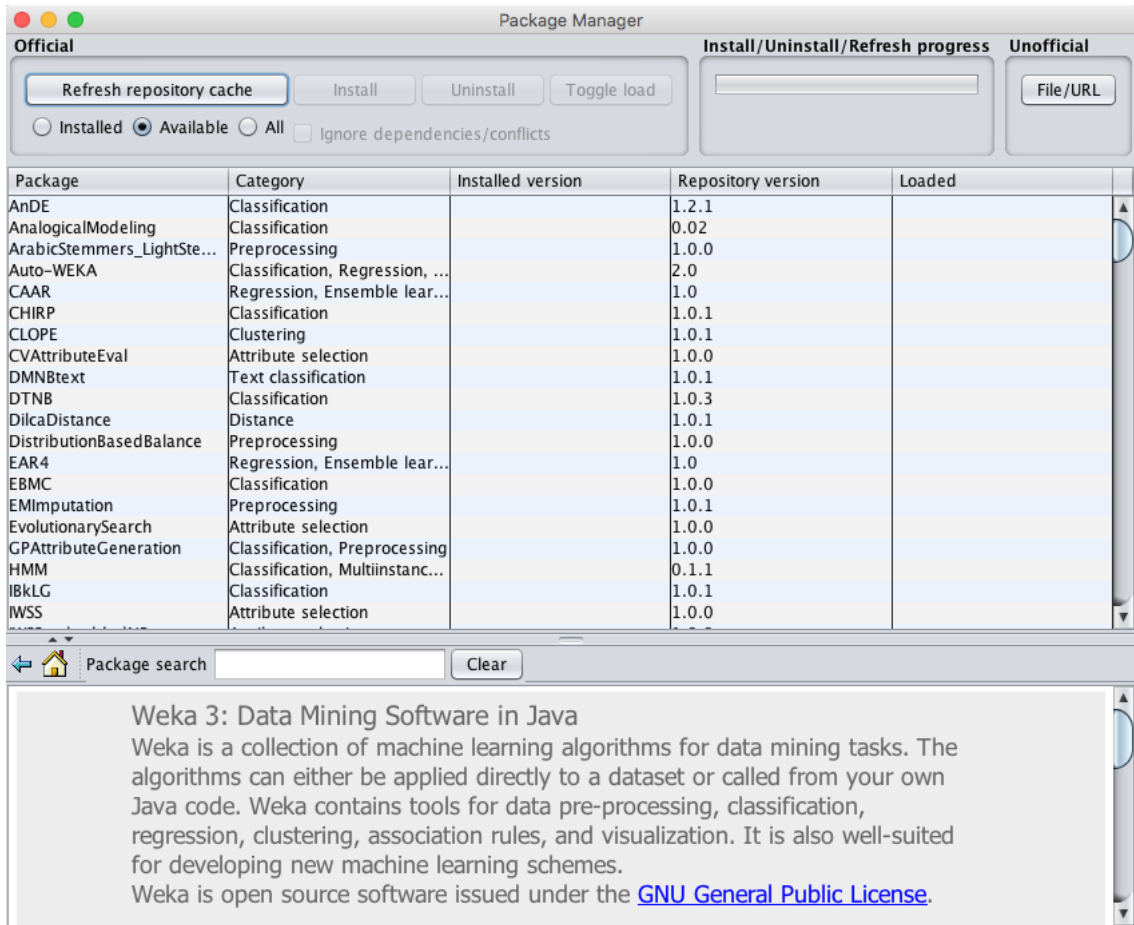 Package Manager
Official
Install/Uninstall/Refresh progress
Unofficial
Refresh repository cache
Install
Uninstall
Toggle load
File/URL
Installed
Available
All
Ignore dependencies/conflicts
Package Category Installed version Repository version Loaded
AnDE Classification 1.2.1
AnalogicalModeling Classification 0.02
ArabicStemmers_LightSte... Preprocessing 1.0.0
Auto-WEKA Classification, Regression, ... 2.0
CAAR Regression, Ensemble lear... 1.0
CHIRP Classification 1.0.1
CLOPE Clustering 1.0.1
CVAttributeEval Attribute selection 1.0.0
DMNBtext Text classification 1.0.1
DTNB Classification 1.0.3
DilcaDistance Distance 1.0.1
DistributionBasedBalance Preprocessing 1.0.0
EAR4 Regression, Ensemble lear... 1.0
EBMC Classification 1.0.0
EMImputation Preprocessing 1.0.1
EvolutionarySearch Attribute selection 1.0.0
GPAttributeGeneration Classification, Preprocessing 1.0.0
HMM Classification, Multiinstanc... 0.1.1
IBkLG Classification 1.0.1
IWSS Attribute selection 1.0.0
Package search
Clear
Weka 3: Data Mining Software in Java
Weka is a collection of machine learning algorithms for data mining tasks. The
algorithms can either be applied directly to a dataset or called from your own
Java code. Weka contains tools for data pre-processing, classification,
regression, clustering, association rules, and visualization. It is also well-suited
for developing new machine learning schemes.
Weka is open source software issued under the GNU General Public License.